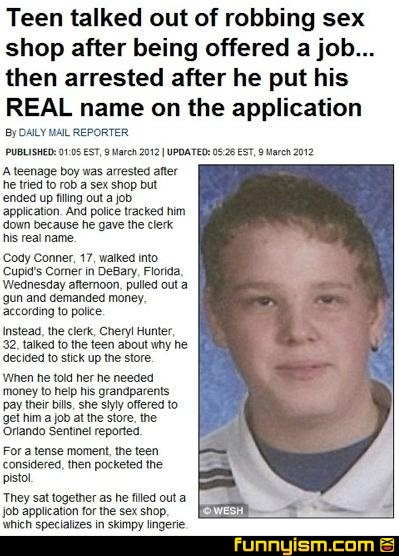 Teen talked out of robbing sex
shop after being offered a job...
then arrested after he put his
REAL name on the application
By DAILY MAIL REPORTER
PUBLISHED: 01:05 EST, 9 March 2012 | UPDATED: 05:26 EST, 9 March 2012
A teenage boy was arrested after
he tried to rob a sex shop but
ended up filling out a job
application. And police tracked him
down because he gave the clerk
his real name.
Cody Conner, 17, walked into
Cupid's Corner in DeBary, Florida,
Wednesday afternoon, pulled out a
gun and demanded money,
according to police.
Instead, the clerk, Cheryl Hunter,
32, talked to the teen about why he
decided to stick up the store.
When he told her he needed
money to help his grandparents
pay their bills, she slyly offered to
get him a job at the store, the
Orlando Sentinel reported.
For a tense moment, the teen
considered, then pocketed the
pistol.
They sat together as he filled out a
job application for the sex shop,
which specializes in skimpy lingerie.
© WESH
funnyism.com